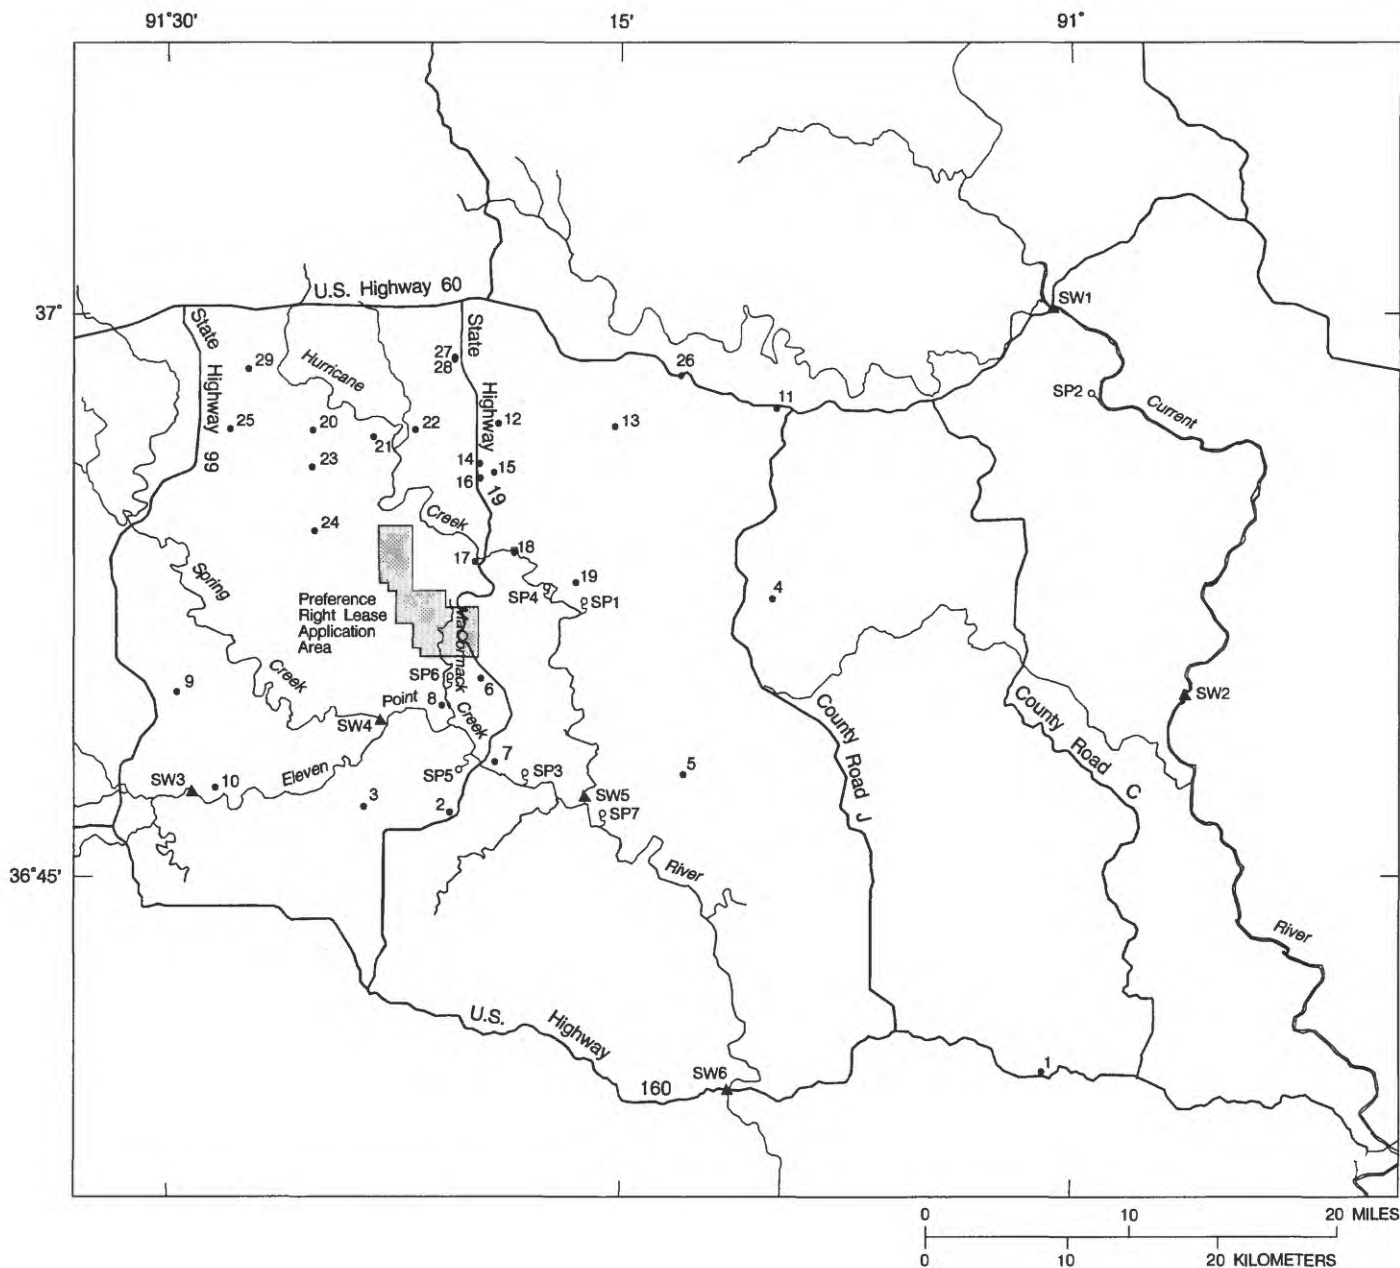 91°30'
15'
91°
37°
U.S. Highway 60
SW1
State
Highway
99
State
Highway
19
27
28
29
Hurricane
26
SP2
Current
11
25
20
21
22
12
13
23
14
15
16
24
Creek
18
17
19
SP4
SP1
4
Spring
Preference
Right Lease
Application
Area
MacCormack
Creek
SP6
6
9
Creek
Point
8
SW4
County
Road
J
County
Road
C
SW2
SW3
10
Eleven
SP5
7
SP3
5
3
2
SW5
SP7
36°45'
River
River
U.S.
Highway
160
SW6
1
0
10
20 MILES
0
10
20 KILOMETERS